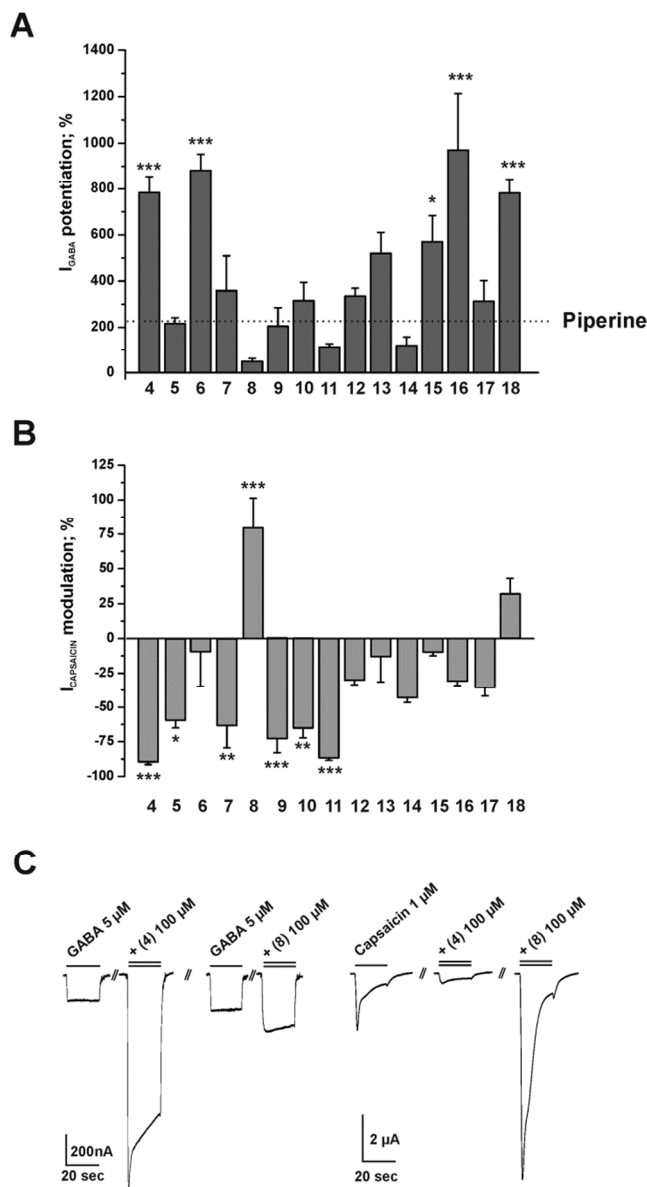 A
I GABA potentiation; %
1400
1200
1000
800
600
400
200
0
***
***
*
***
***
Piperine
4 5 6 7 8 9 10 11 12 13 14 15 16 17 18
B
I CAPSAICIN modulation; %
125
100
75
50
25
0
-25
-50
-75
-100
***
*
**
***
***
**
***
4 5 6 7 8 9 10 11 12 13 14 15 16 17 18
C
GABA 5 µM
+ (4) 100 µM
GABA 5 µM
+ (8) 100 µM
Capsaicin 1 µM
+ (4) 100 µM
+ (8) 100 µM
//
//
//
//
//
200nA
20 sec
2 µA
20 sec